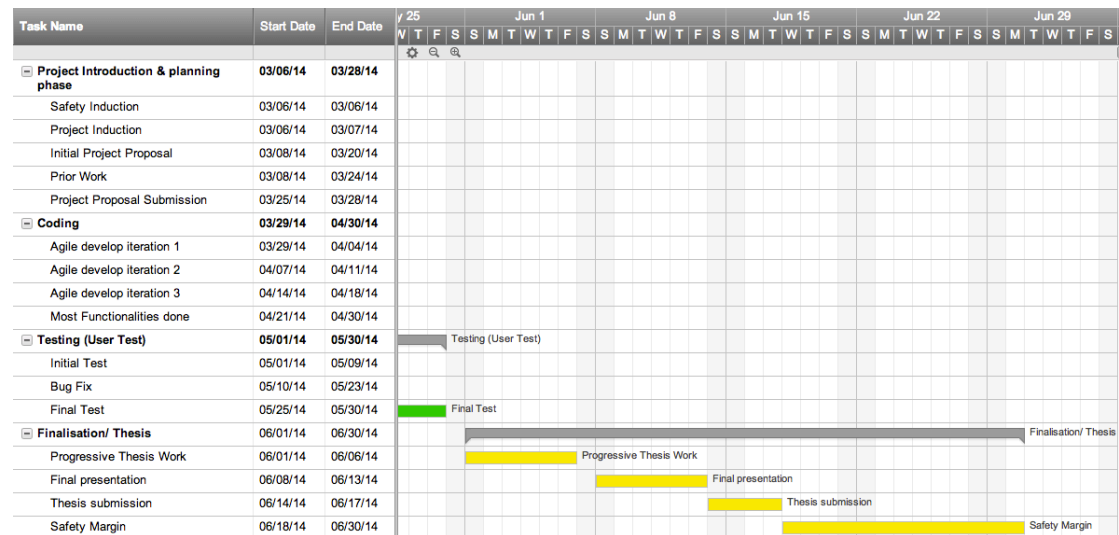 Task Name Start Date End Date y 25 Jun 1 Jun 8 Jun 15 Jun 22 Jun 29
W T F S S M T W T F S S M T W T F S S M T W T F S S M T W T F S S M T W T F S
Project Introduction & planning phase 03/06/14 03/28/14
Safety Induction 03/06/14 03/06/14
Project Induction 03/06/14 03/07/14
Initial Project Proposal 03/08/14 03/20/14
Prior Work 03/08/14 03/24/14
Project Proposal Submission 03/25/14 03/28/14
Coding 03/29/14 04/30/14
Agile develop iteration 1 03/29/14 04/04/14
Agile develop iteration 2 04/07/14 04/11/14
Agile develop iteration 3 04/14/14 04/18/14
Most Functionalities done 04/21/14 04/30/14
Testing (User Test) 05/01/14 05/30/14 Testing (User Test)
Initial Test 05/01/14 05/09/14
Bug Fix 05/10/14 05/23/14
Final Test 05/25/14 05/30/14 Final Test
Finalisation/ Thesis 06/01/14 06/30/14 Finalisation/ Thesis
Progressive Thesis Work 06/01/14 06/06/14 Progressive Thesis Work
Final presentation 06/08/14 06/13/14 Final presentation
Thesis submission 06/14/14 06/17/14 Thesis submission
Safety Margin 06/18/14 06/30/14 Safety Margin